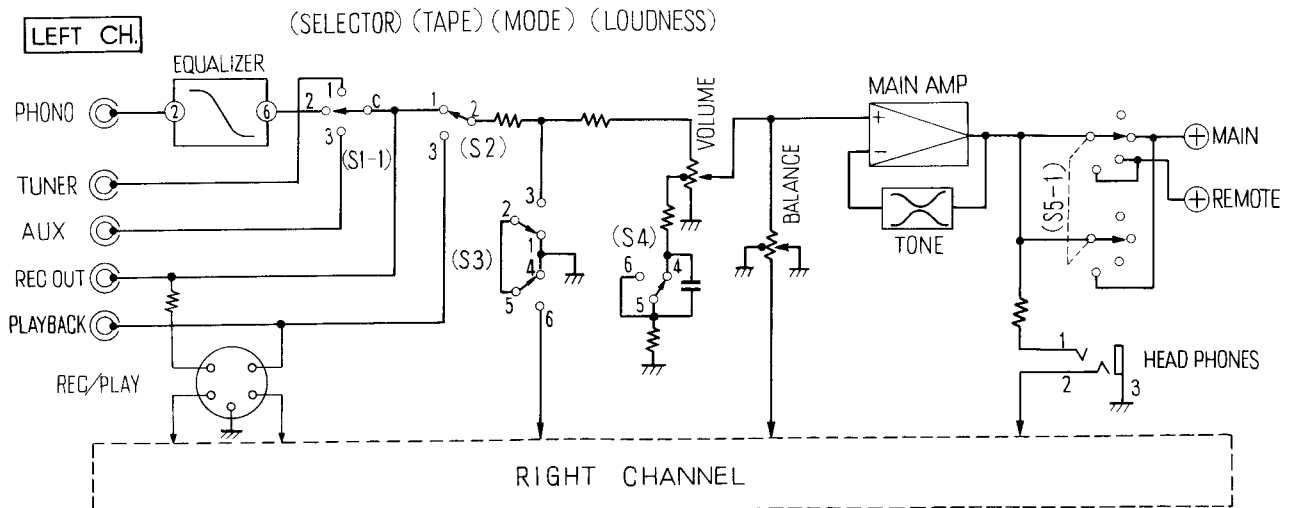 (SELECTOR) (TAPE) (MODE) (LOUDNESS)
LEFT CH.
EQUALIZER
PHONO
2
6
1
2
C
3
(S1-1)
1
2
3
(S2)
TUNER
AUX
REC OUT
PLAYBACK
REC/PLAY
3
2
1
(S3)
4
5
6
VOLUME
(S4)
6
4
5
BALANCE
MAIN AMP
+
−
TONE
(S5-1)
+ MAIN
+ REMOTE
1
2
3
HEAD PHONES
RIGHT CHANNEL